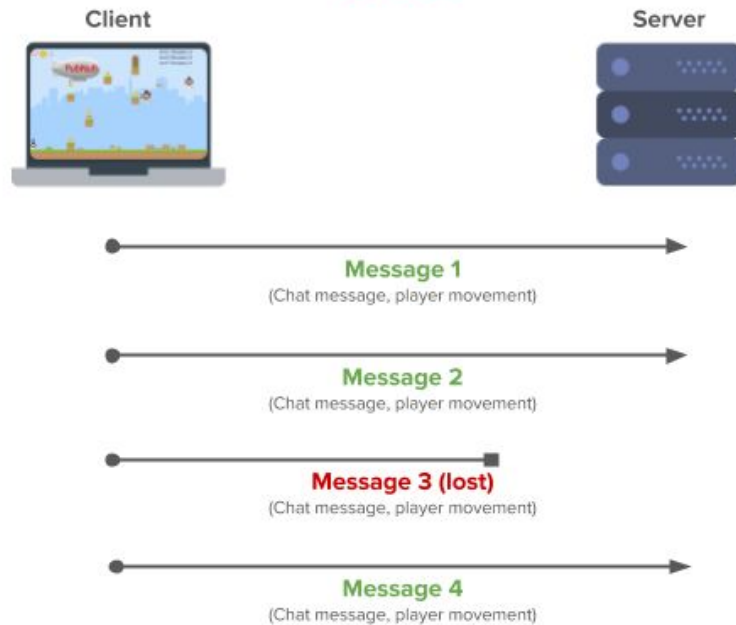 Client
Server
PubNub
Message 1
(Chat message, player movement)
Message 2
(Chat message, player movement)
Message 3 (lost)
(Chat message, player movement)
Message 4
(Chat message, player movement)